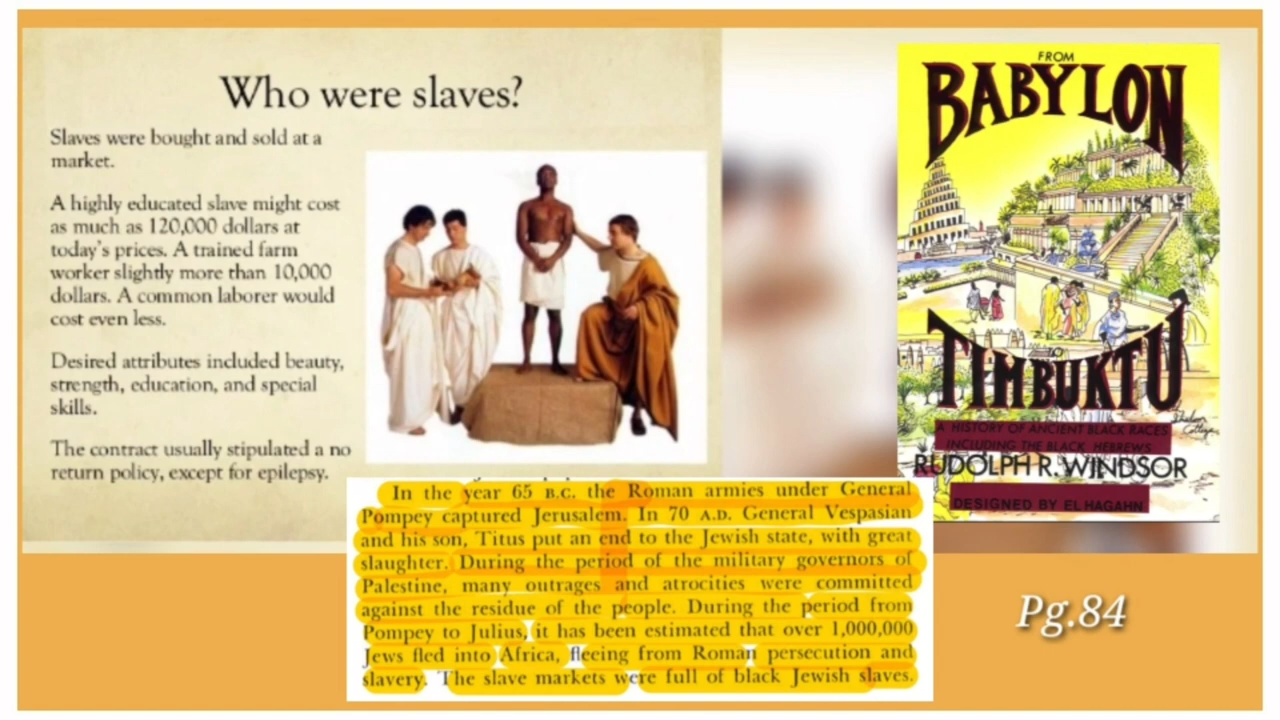 Who were slaves?
Slaves were bought and sold at a
market.
A highly educated slave might cost
as much as 120,000 dollars at
today's prices. A trained farm
worker slightly more than 10,000
dollars. A common laborer would
cost even less.
Desired attributes included beauty,
strength, education, and special
skills.
The contract usually stipulated a no
return policy, except for epilepsy.
FROM
BABYLON
TIMBUKTU
A HISTORY OF ANCIENT BLACK RACES
INCLUDING THE BLACK HEBREWS
RUDOLPH R. WINDSOR
DESIGNED BY EL HAGAHN
In the year 65 B.C. the Roman armies under General
Pompey captured Jerusalem. In 70 A.D. General Vespasian
and his son, Titus put an end to the Jewish state, with great
slaughter. During the period of the military governors of
Palestine, many outrages and atrocities were committed
against the residue of the people. During the period from
Pompey to Julius, it has been estimated that over 1,000,000
Jews fled into Africa, fleeing from Roman persecution and
slavery. The slave markets were full of black Jewish slaves.
Pg.84